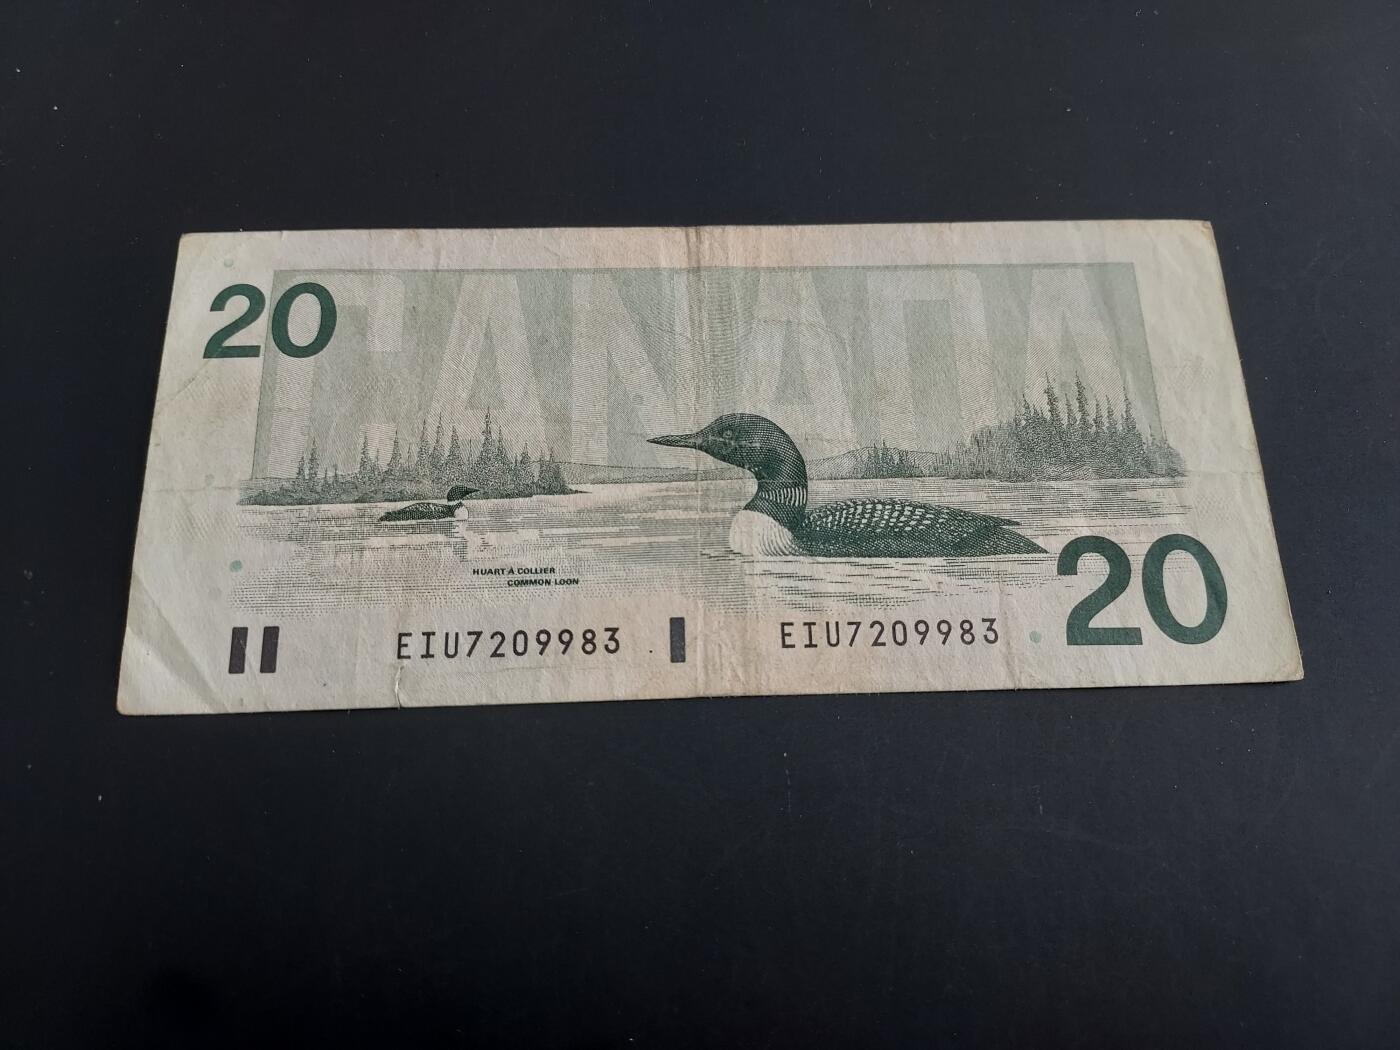 CANADA
20
HUART À COLLIER
COMMON LOON
20
EIU7209983 EIU7209983